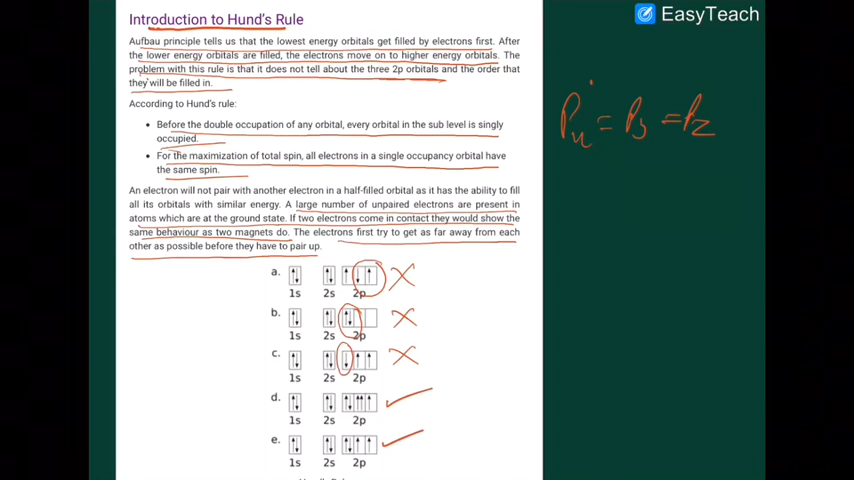 EasyTeach
Introduction to Hund's Rule
Aufbau principle tells us that the lowest energy orbitals get filled by electrons first. After
the lower energy orbitals are filled, the electrons move on to higher energy orbitals. The
problem with this rule is that it does not tell about the three 2p orbitals and the order that
they will be filled in.
According to Hund's rule:
• Before the double occupation of any orbital, every orbital in the sub level is singly
occupied.
• For the maximization of total spin, all electrons in a single occupancy orbital have
the same spin.
An electron will not pair with another electron in a half-filled orbital as it has the ability to fill
all its orbitals with similar energy. A large number of unpaired electrons are present in
atoms which are at the ground state. If two electrons come in contact they would show the
same behaviour as two magnets do. The electrons first try to get as far away from each
other as possible before they have to pair up.
a.
1s 2s 2p
b.
1s 2s 2p
c.
1s 2s 2p
d.
1s 2s 2p
e.
1s 2s 2p